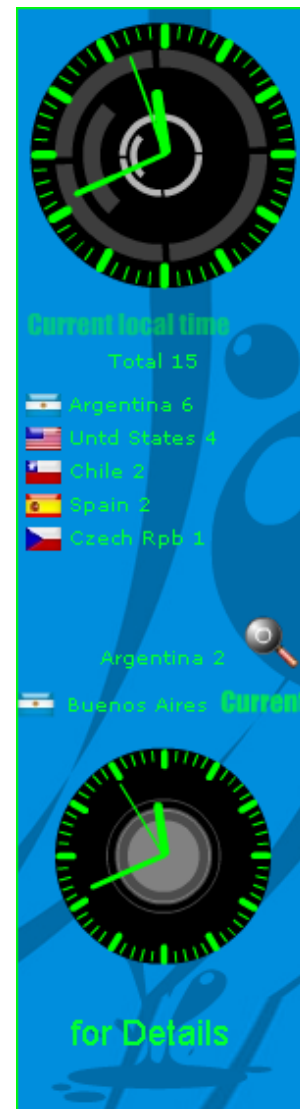 Current local time
Total 15
Argentina 6
Untd States 4
Chile 2
Spain 2
Czech Rpb 1
Argentina 2
Buenos Aires Current
for Details